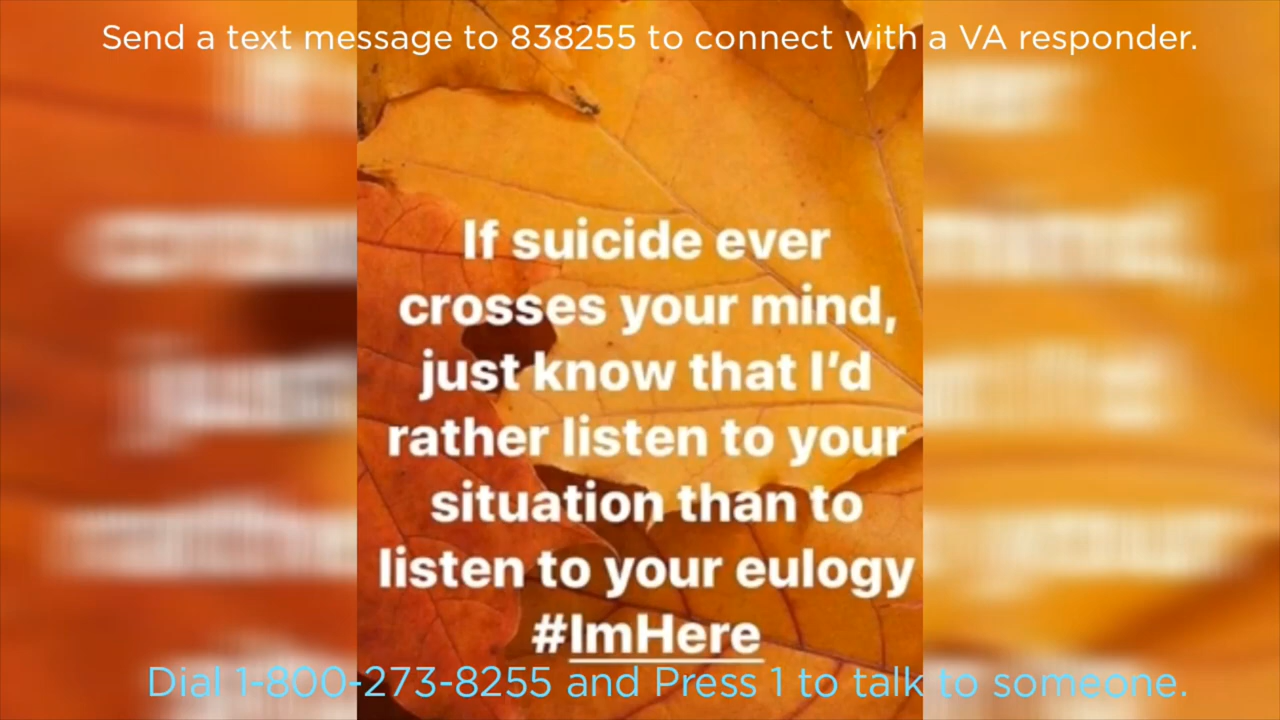 Send a text message to 838255 to connect with a VA responder.
If suicide ever
crosses your mind,
just know that I'd
rather listen to your
situation than to
listen to your eulogy
#ImHere
Dial 1-800-273-8255 and Press 1 to talk to someone.